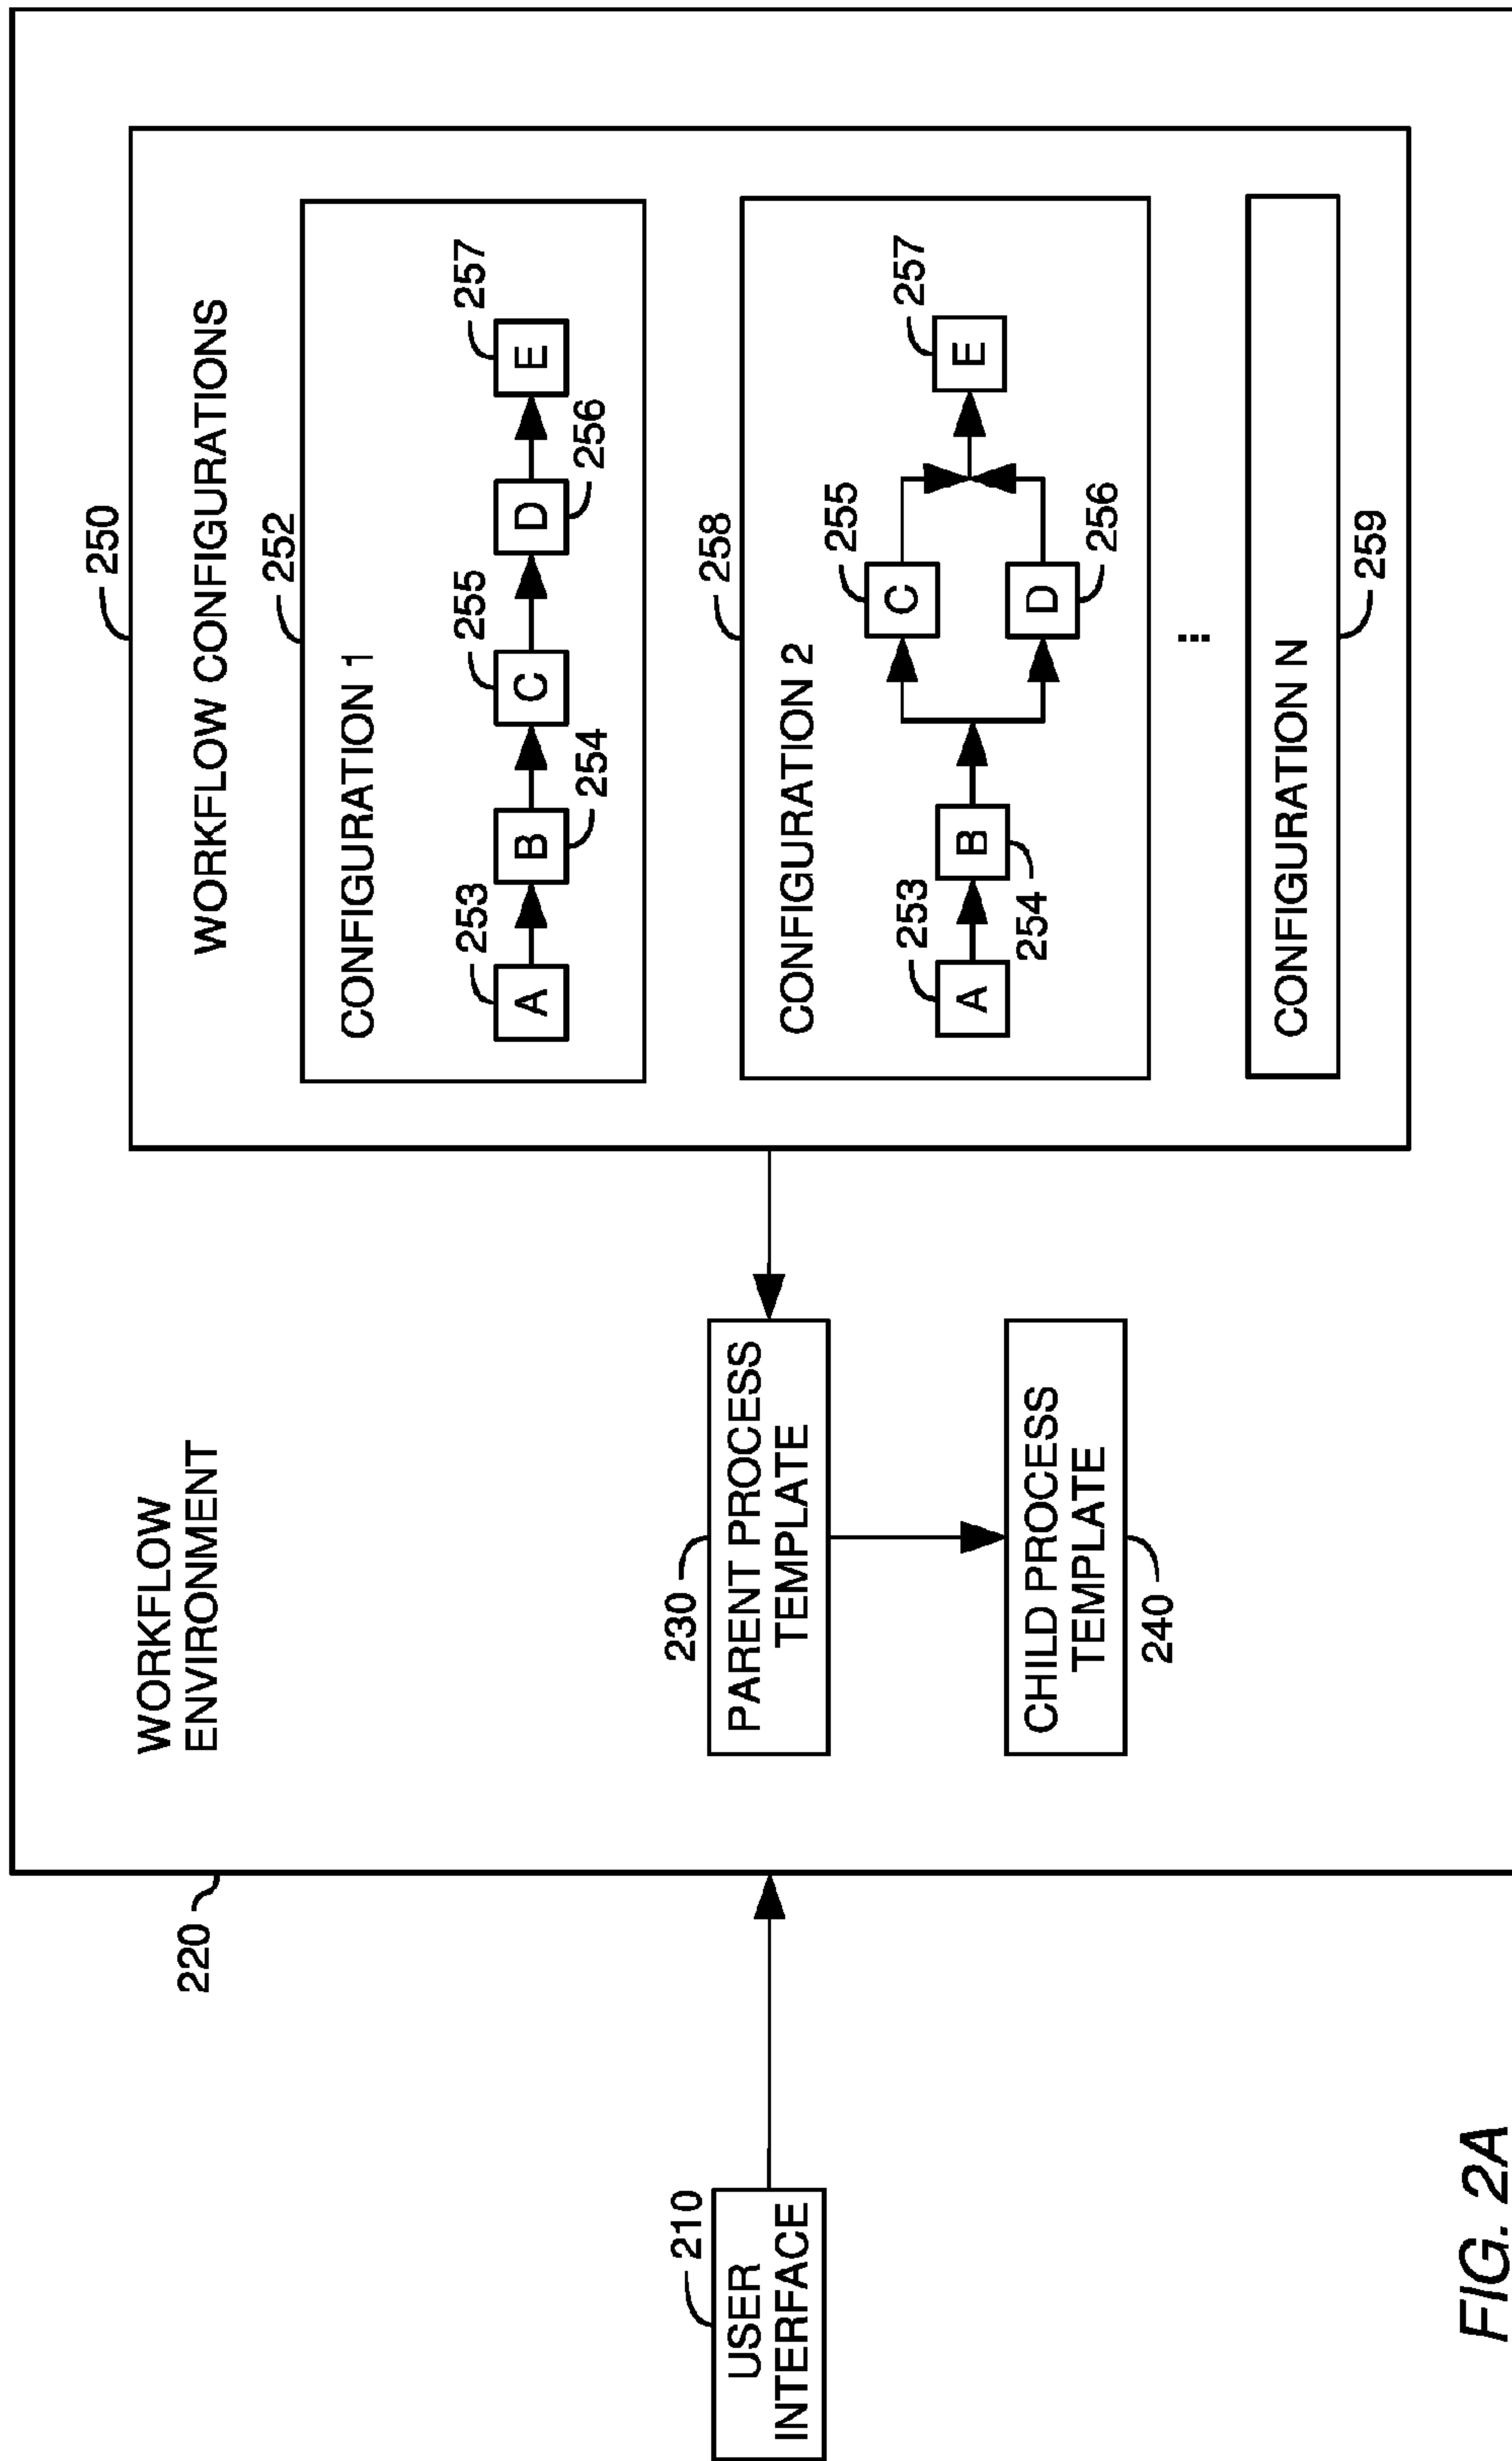 220
WORKFLOW
ENVIRONMENT
210
USER
INTERFACE
230
PARENT PROCESS
TEMPLATE
CHILD PROCESS
TEMPLATE
240
250
WORKFLOW CONFIGURATIONS
252
CONFIGURATION 1
253
255
257
A
B
C
D
E
254
256
258
CONFIGURATION 2
255
257
253
C
A
B
E
D
254
256
...
CONFIGURATION N
259
FIG. 2A